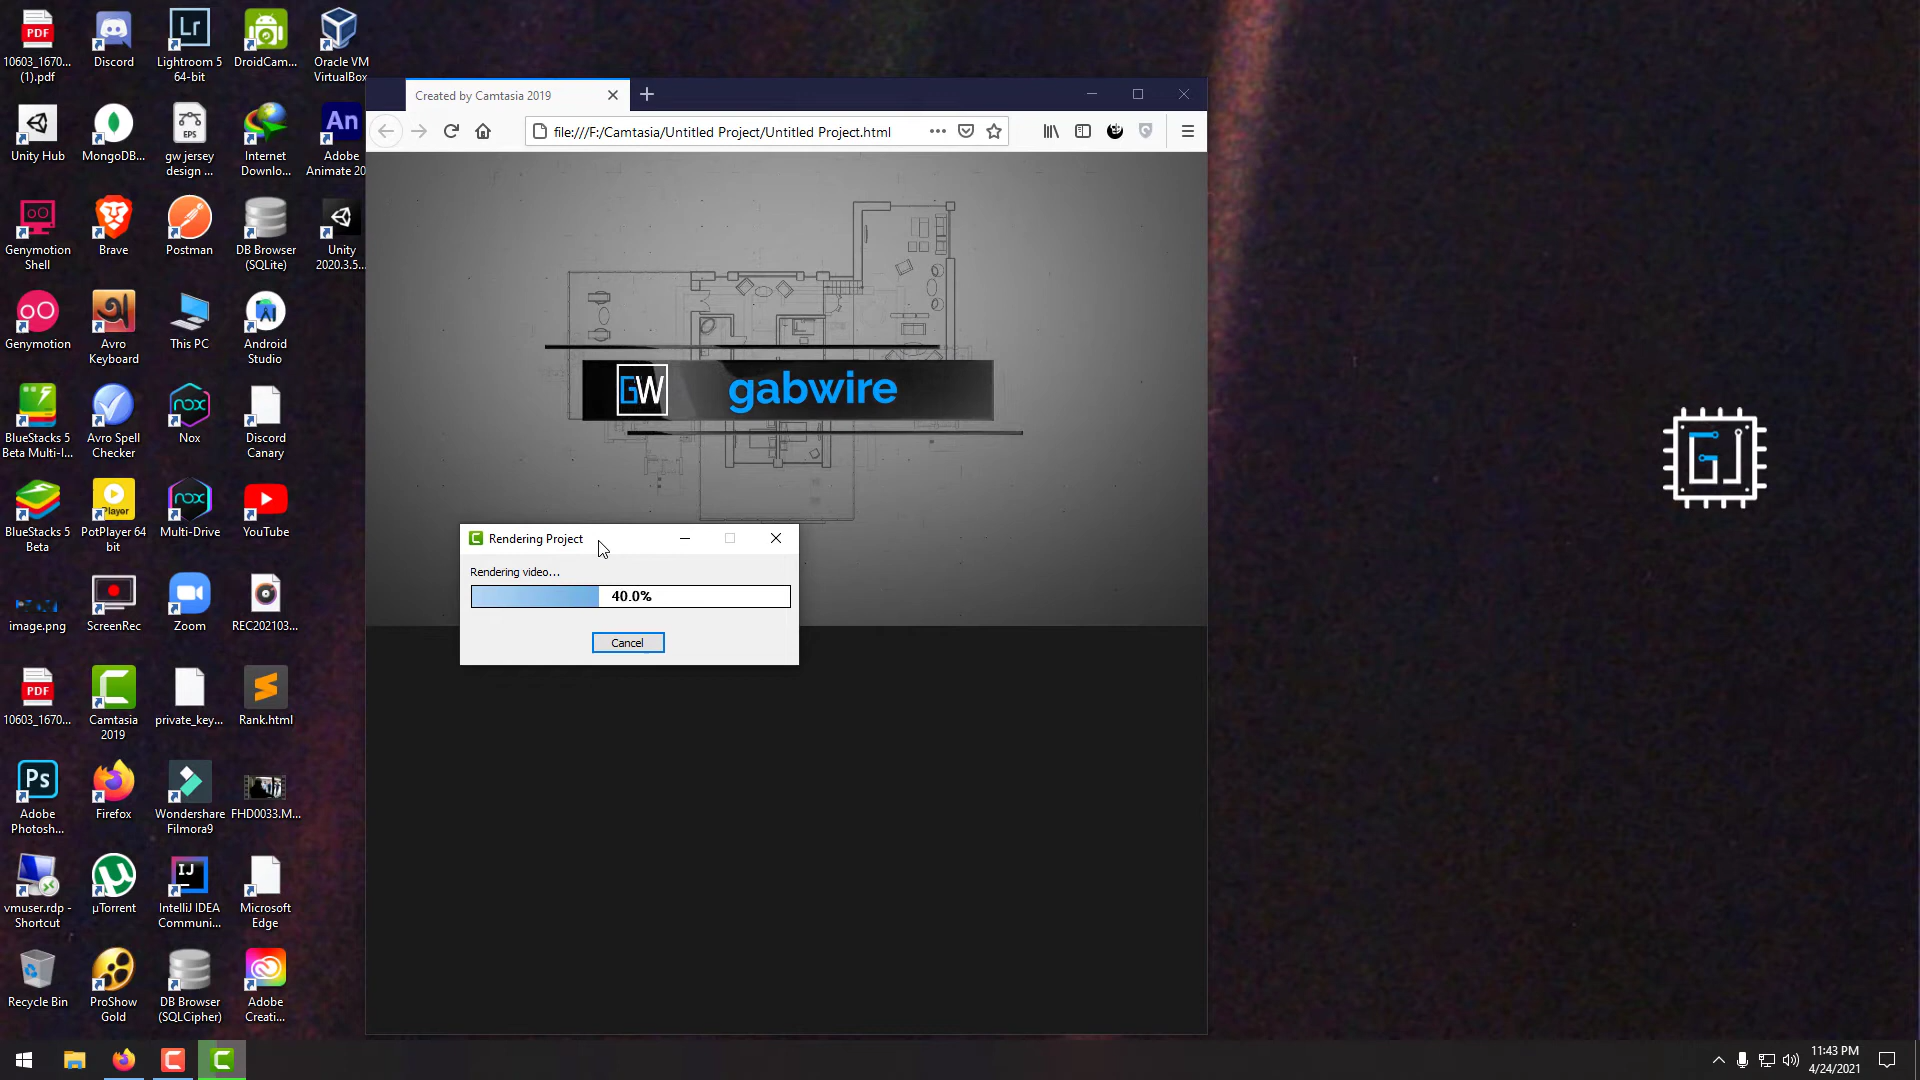 10603_1670...
(1).pdf
Discord
Lightroom 5
64-bit
DroidCam...
Oracle VM
VirtualBox
Unity Hub
MongoDB...
gw jersey
design ...
Internet
Downlo...
Adobe
Animate 20
Genymotion
Shell
Brave
Postman
DB Browser
(SQLite)
Unity
2020.3.5...
Genymotion
Avro
Keyboard
This PC
Android
Studio
BlueStacks 5
Beta Multi-I...
Avro Spell
Checker
Nox
Discord
Canary
BlueStacks 5
Beta
PotPlayer 64
bit
Multi-Drive
YouTube
image.png
ScreenRec
Zoom
REC202103...
10603_1670...
Camtasia
2019
private_key...
Rank.html
Adobe
Photosh...
Firefox
Wondershare
Filmora9
FHD0033.M...
vmuser.rdp -
Shortcut
µTorrent
IntelliJ IDEA
Communi...
Microsoft
Edge
Recycle Bin
ProShow
Gold
DB Browser
(SQLCipher)
Adobe
Creati...
PDF
Lr
An
EPS
nox
Player
nox
PDF
Ps
IJ
Created by Camtasia 2019
file:///F:/Camtasia/Untitled Project/Untitled Project.html
GW
gabwire
Rendering Project
Rendering video...
40.0%
Cancel
GJ
11:43 PM
4/24/2021